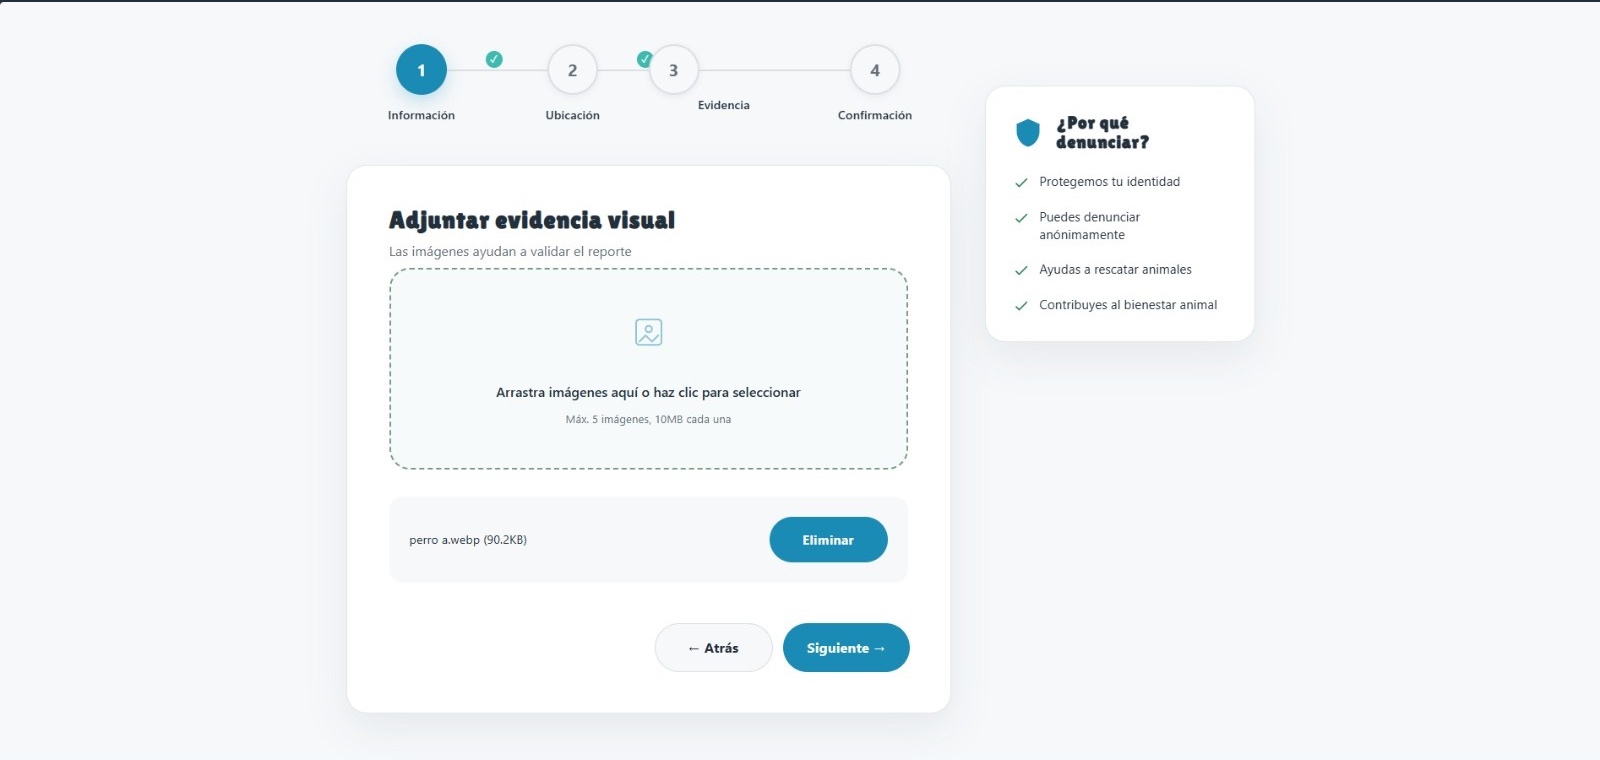 1
2
3
4
Información
Ubicación
Evidencia
Confirmación
Adjuntar evidencia visual
Las imágenes ayudan a validar el reporte
Arrastra imágenes aquí o haz clic para seleccionar
Máx. 5 imágenes, 10MB cada una
perro a.webp (90.2KB)
Eliminar
← Atrás
Siguiente →
¿Por qué
denunciar?
Protegemos tu identidad
Puedes denunciar
anónimamente
Ayudas a rescatar animales
Contribuyes al bienestar animal